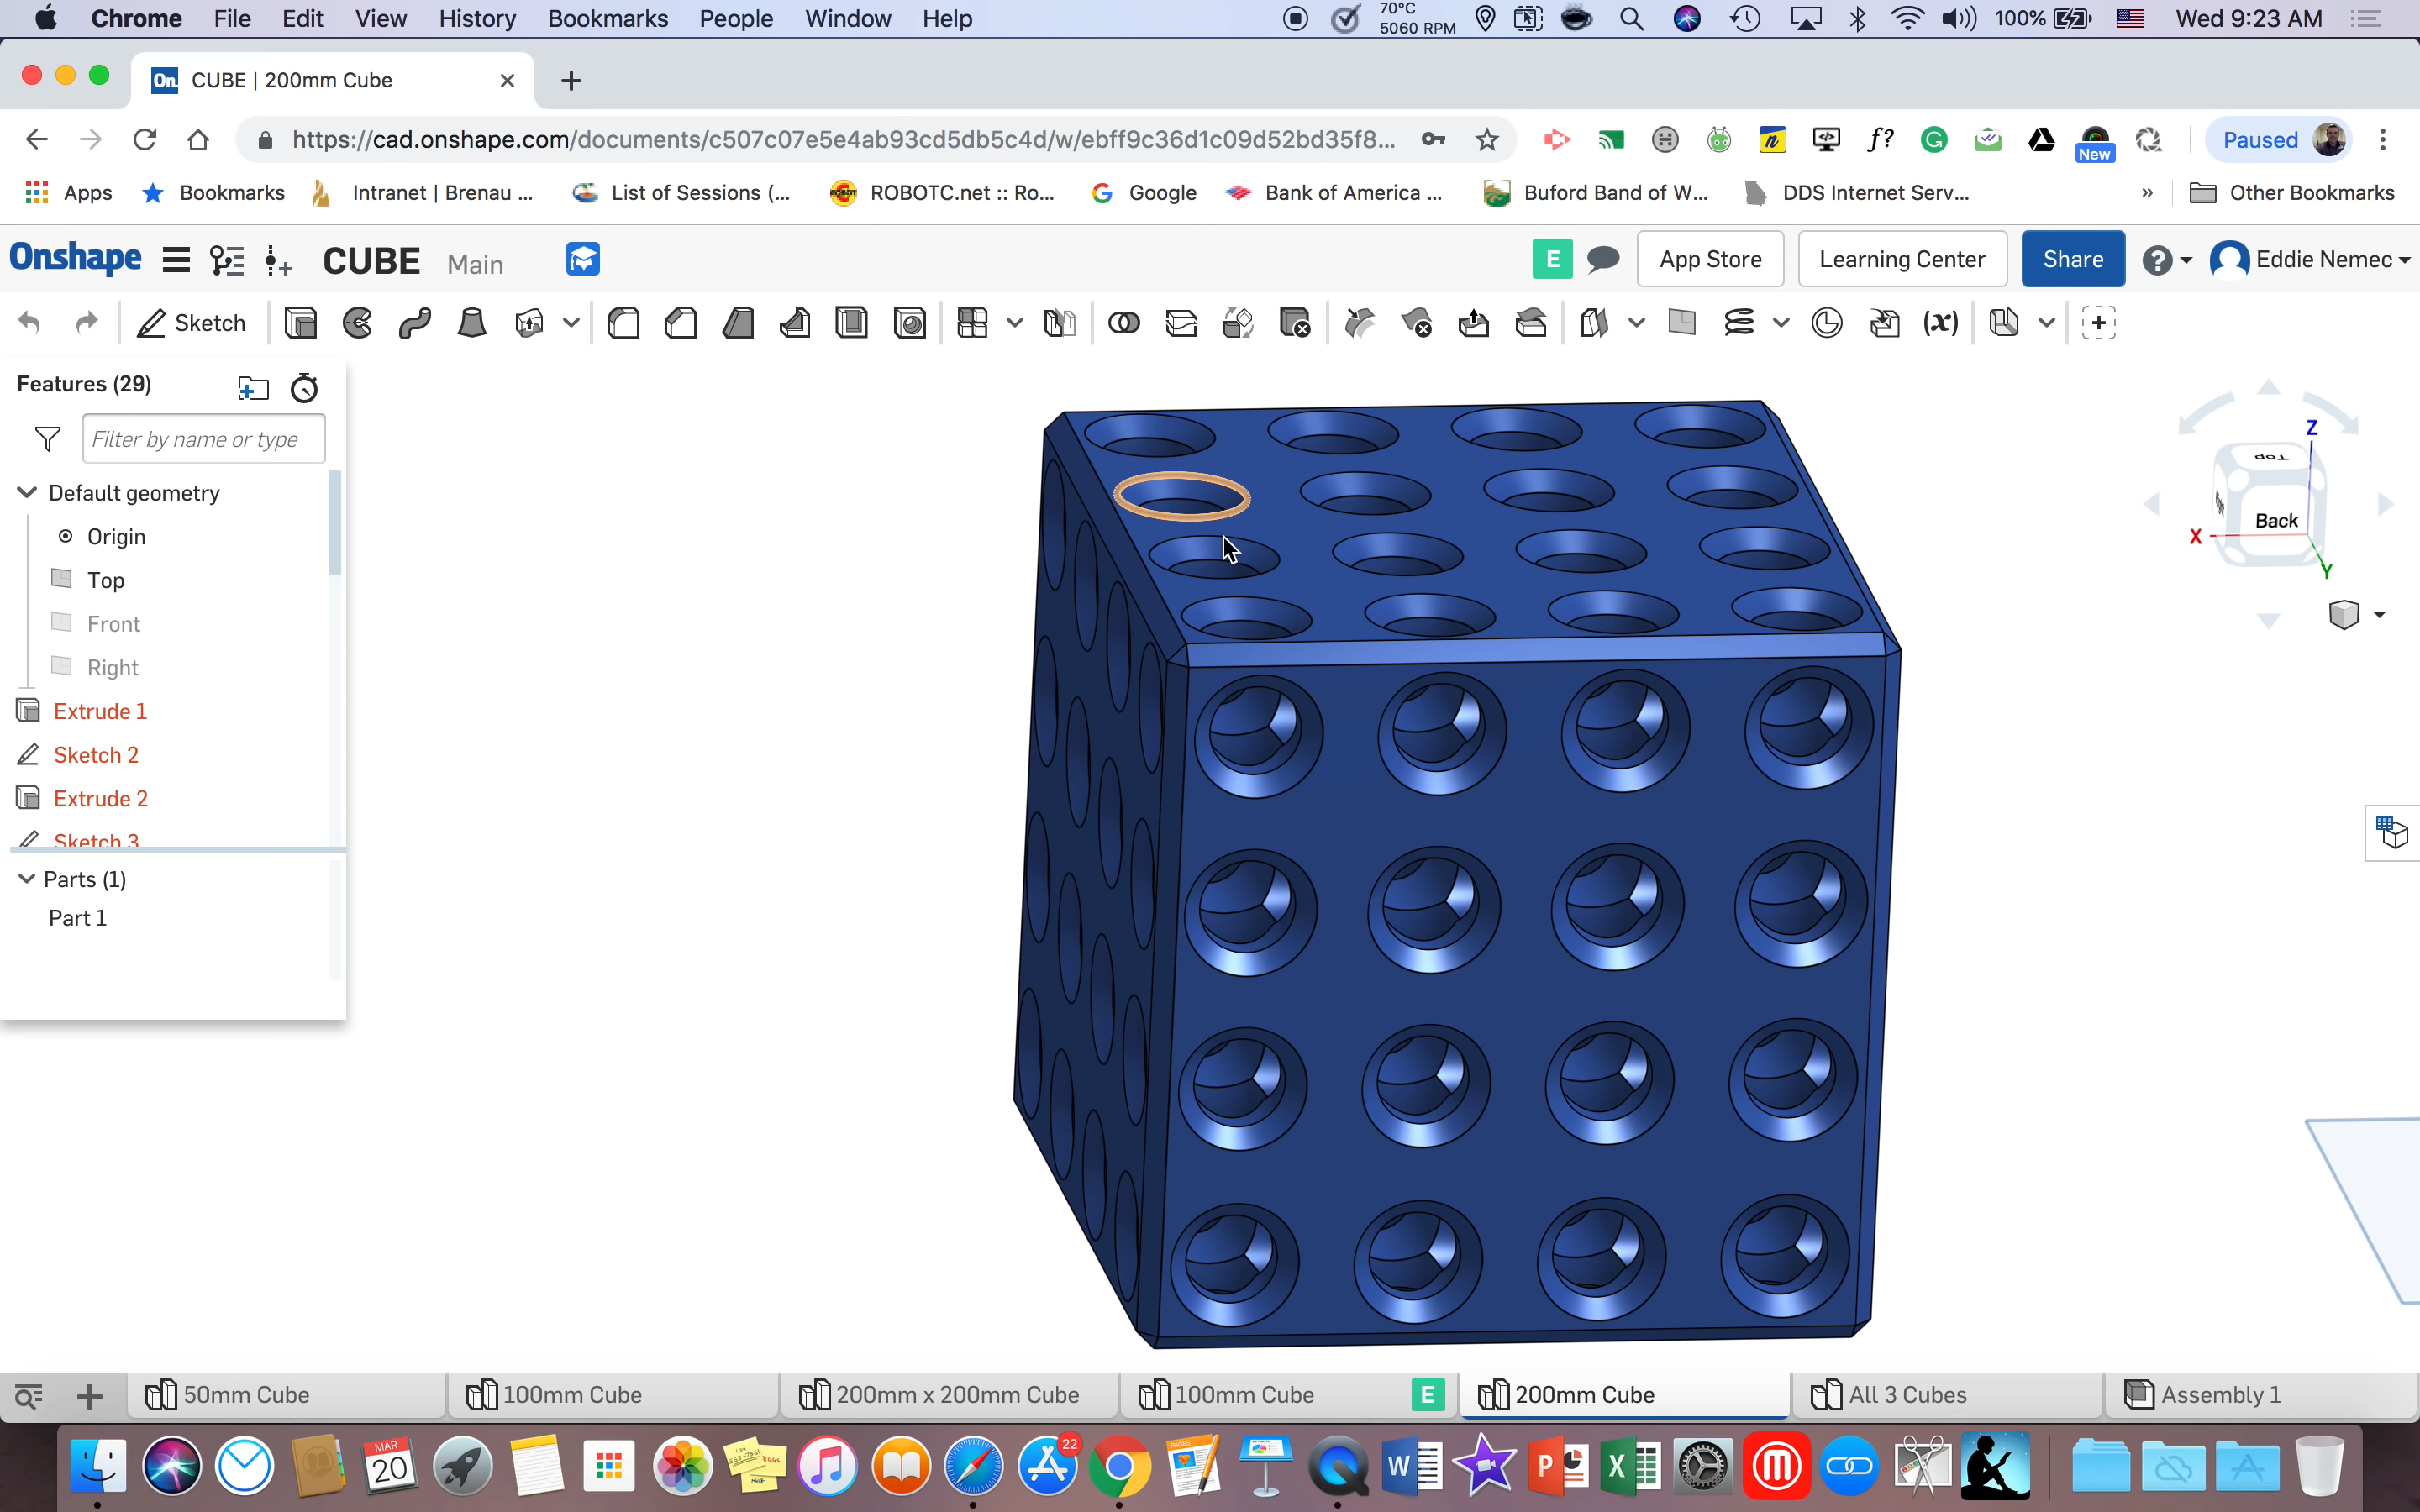 Chrome File Edit View History Bookmarks People Window Help 70°C 5060 RPM 100% Wed 9:23 AM
On CUBE | 200mm Cube
https://cad.onshape.com/documents/c507c07e5e4ab93cd5db5c4d/w/ebff9c36d1c09d52bd35f8... n f? G New Paused
Apps Bookmarks Intranet | Brenau ... List of Sessions (... ROBOTC.net :: Ro... Google Bank of America ... Buford Band of W... DDS Internet Serv... » Other Bookmarks
Onshape CUBE Main E App Store Learning Center Share ? Eddie Nemec
Sketch (x)
Features (29)
Filter by name or type
Default geometry
Origin
Top
Front
Right
Extrude 1
Sketch 2
Extrude 2
Sketch 3
Parts (1)
Part 1
Z
Top
Right
Back
X
Y
50mm Cube 100mm Cube 200mm x 200mm Cube 100mm Cube E 200mm Cube All 3 Cubes Assembly 1
MAR 20 22 W P X